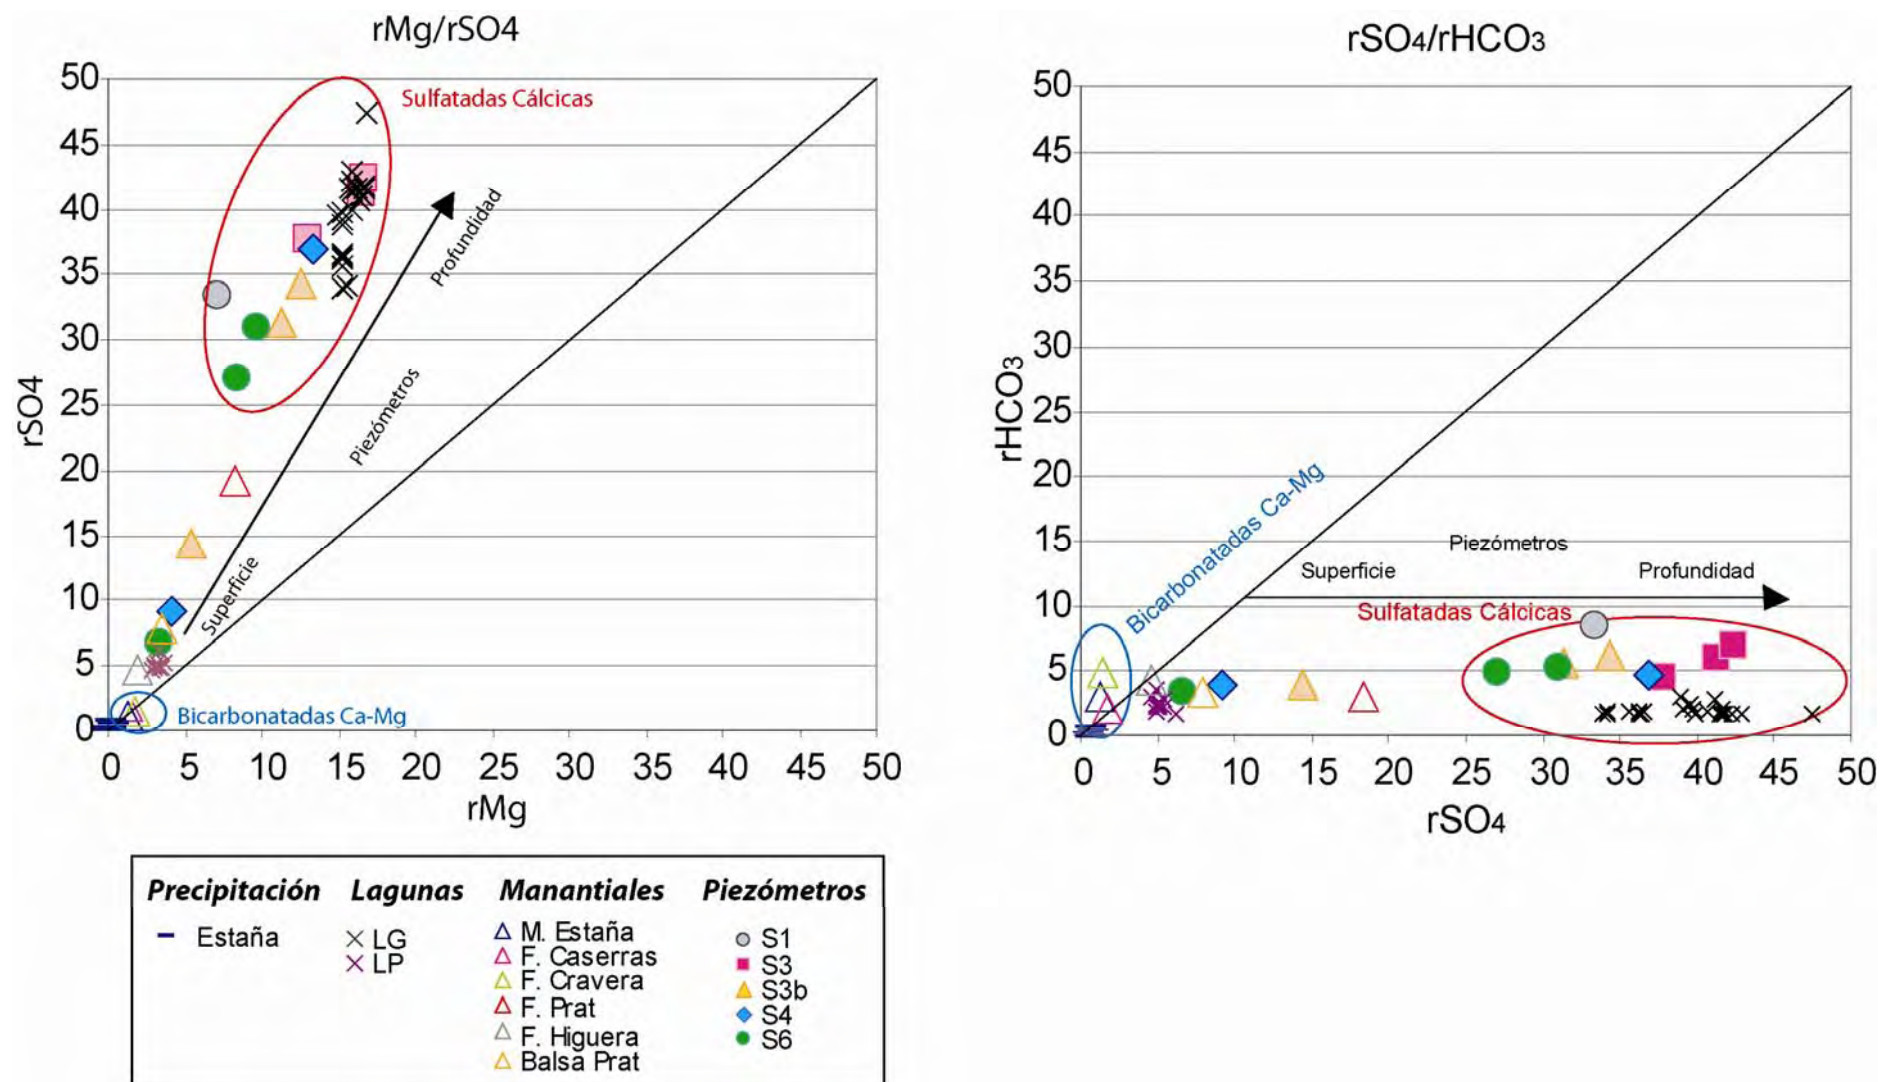 rMg/rSO4
50
45
40
35
30
25
20
15
10
5
0
rSO4
Sulfatadas Cálcicas
Profundidad
Piezómetros
Superficie
Bicarbonatadas Ca-Mg
0 5 10 15 20 25 30 35 40 45 50
rMg
rSO4/rHCO3
50
45
40
35
30
25
20
15
10
5
0
rHCO3
Bicarbonatadas Ca-Mg
Piezómetros
Superficie Profundidad
Sulfatadas Cálcicas
0 5 10 15 20 25 30 35 40 45 50
rSO4
Precipitación Lagunas Manantiales Piezómetros
Estaña
LG
LP
M. Estaña
F. Caserras
F. Cravera
F. Prat
F. Higuera
Balsa Prat
S1
S3
S3b
S4
S6